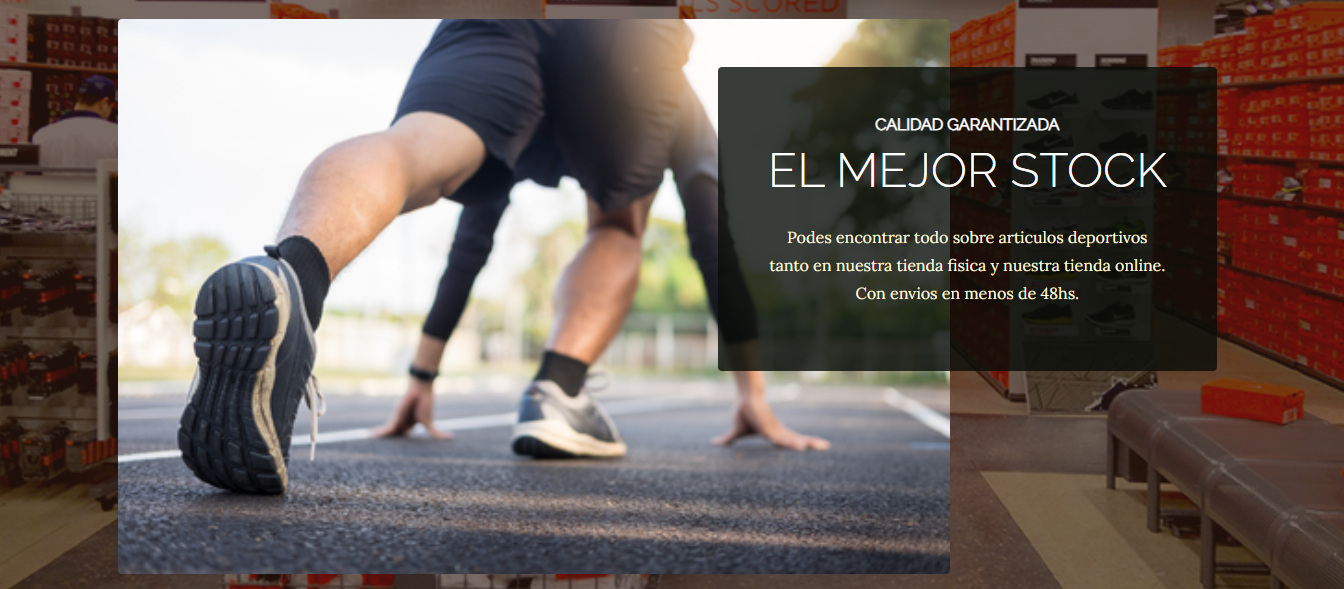 LS SCORED
CALIDAD GARANTIZADA
EL MEJOR STOCK
Podes encontrar todo sobre articulos deportivos
tanto en nuestra tienda fisica y nuestra tienda online.
Con envios en menos de 48hs.